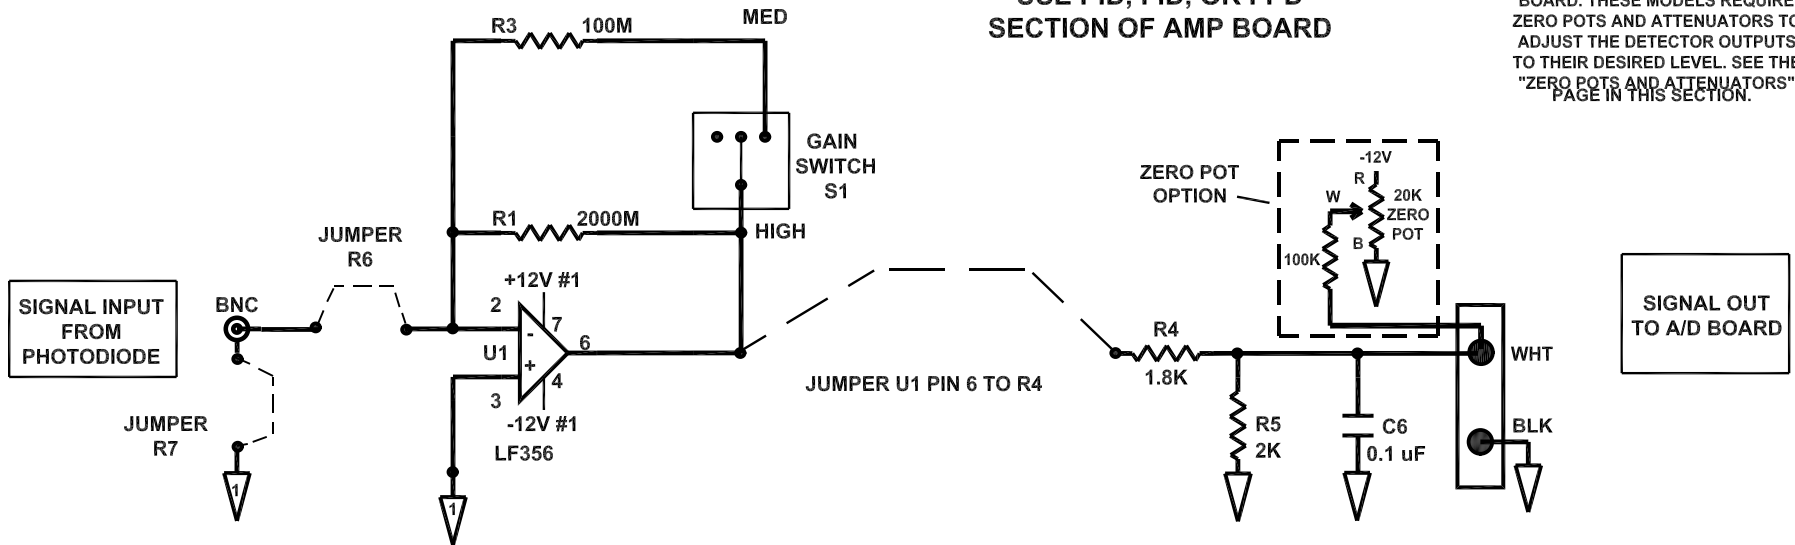 R3
100M
MED
SECTION OF AMP BOARD
BOARD. THESE MODELS REQUIRE
ZERO POTS AND ATTENUATORS TO
ADJUST THE DETECTOR OUTPUTS
TO THEIR DESIRED LEVEL. SEE THE
"ZERO POTS AND ATTENUATORS"
PAGE IN THIS SECTION.
GAIN
SWITCH
S1
R1
2000M
HIGH
JUMPER
R6
SIGNAL INPUT
FROM
PHOTODIODE
BNC
JUMPER
R7
1
+12V #1
2
7
-
U1
+
6
4
3
-12V #1
LF356
1
JUMPER U1 PIN 6 TO R4
ZERO POT
OPTION
-12V
R
W
20K
ZERO
POT
B
100K
R4
1.8K
R5
2K
C6
0.1 uF
WHT
BLK
SIGNAL OUT
TO A/D BOARD